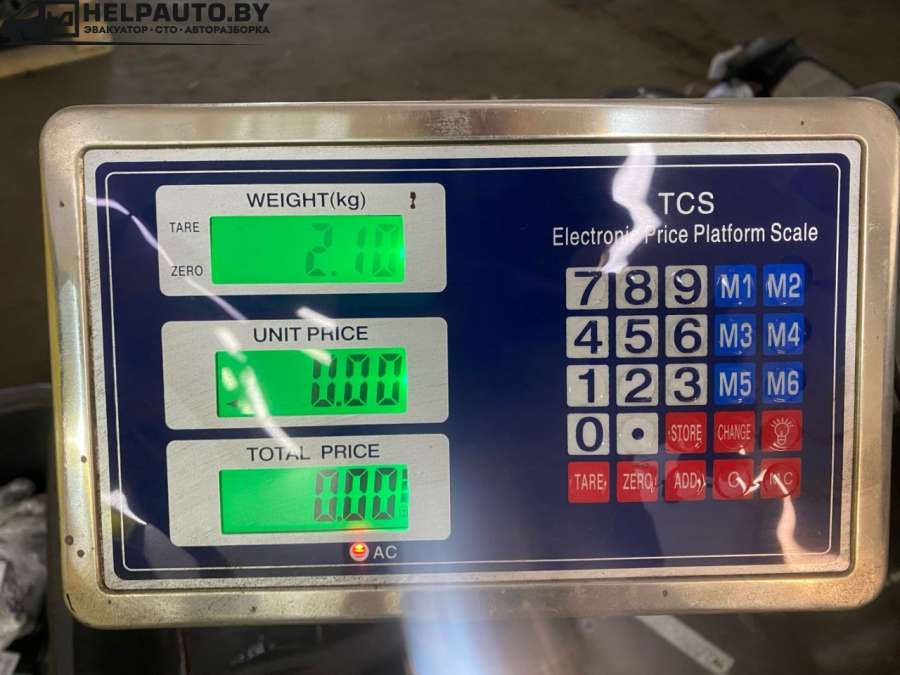 HELPAUTO.BY
ЭВАКУАТОР·СТО·АВТОРАЗБОРКА
WEIGHT(kg)
TARE
2.10
ZERO
UNIT PRICE
0.00
TOTAL PRICE
0.00
AC
TCS
Electronic Price Platform Scale
7 8 9 M1 M2
4 5 6 M3 M4
1 2 3 M5 M6
0 . STORE CHANGE
TARE ZERO ADD C